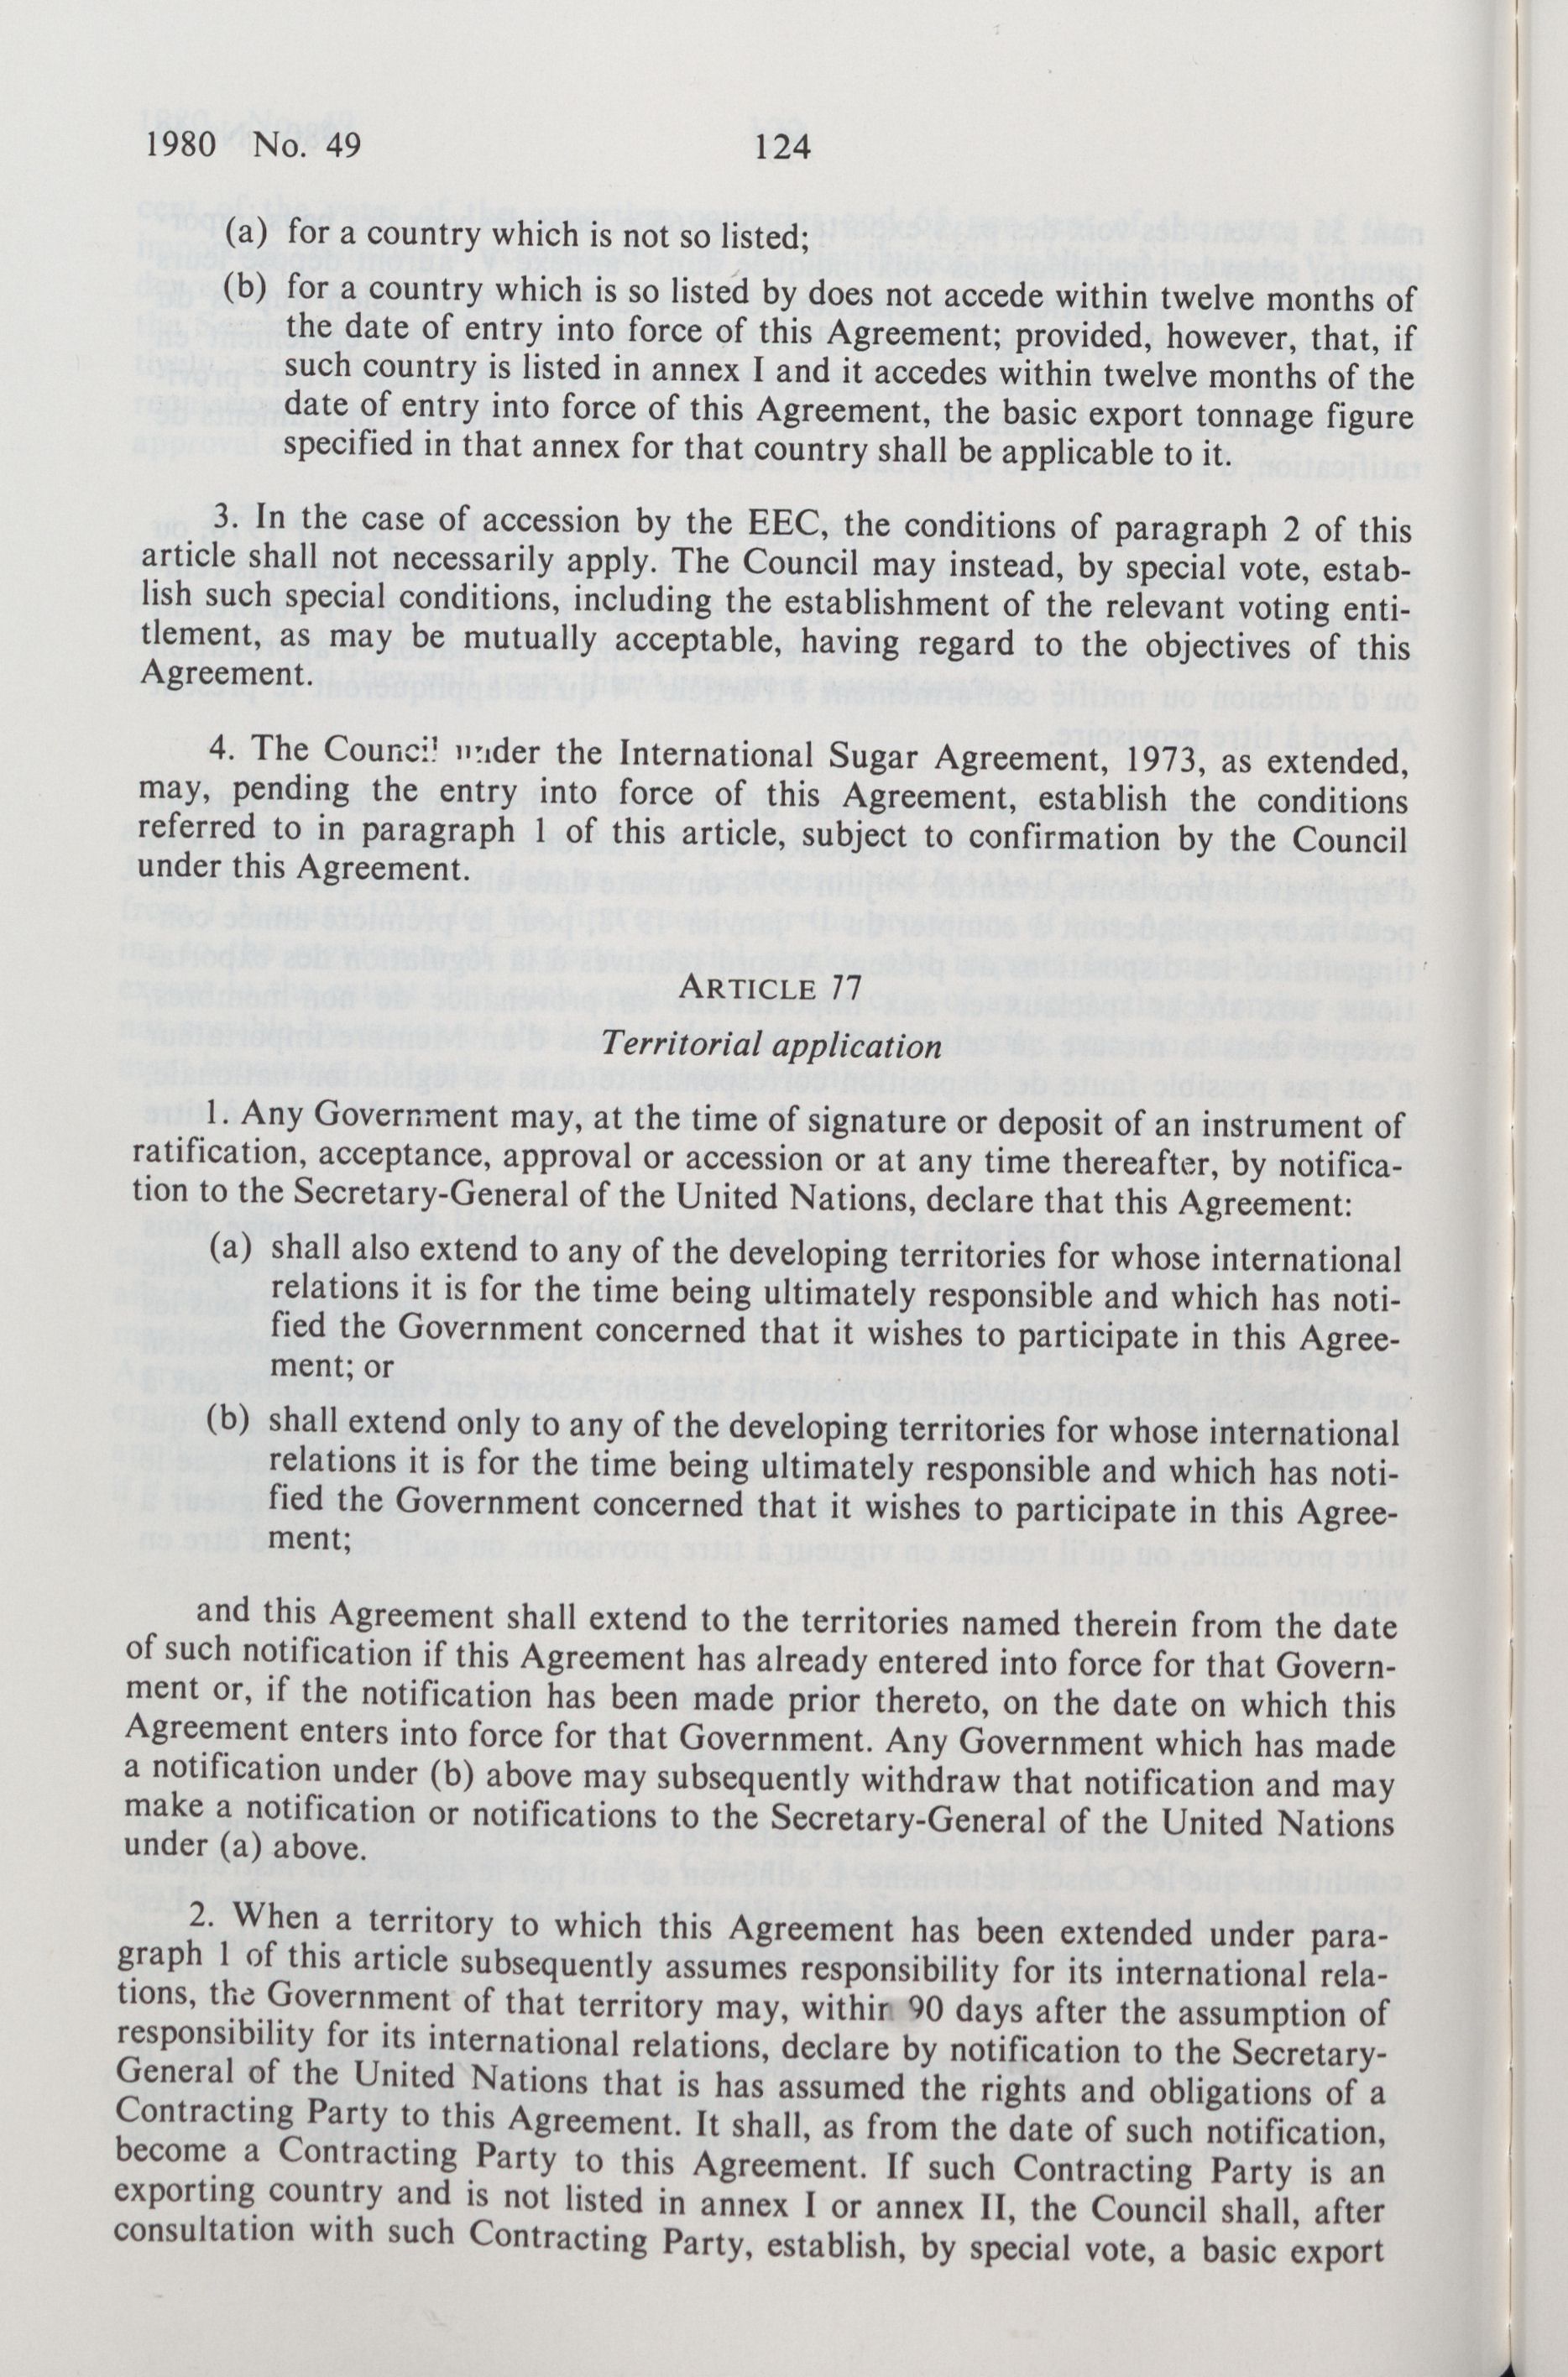 1980 No. 49
124
(a) for a country which is not so listed;
(b) for a country which is so listed by does not accede within twelve months of
the date of entry into force of this Agreement; provided, however, that, if
such country is listed in annex I and it accedes within twelve months of the
date of entry into force of this Agreement, the basic export tonnage figure
specified in that annex for that country shall be applicable to it.
3. In the case of accession by the EEC, the conditions of paragraph 2 of this
article shall not necessarily apply. The Council may instead, by special vote, estab-
lish such special conditions, including the establishment of the relevant voting enti-
tlement, as may be mutually acceptable, having regard to the objectives of this
Agreement.
4. The Council under the International Sugar Agreement, 1973, as extended,
may, pending the entry into force of this Agreement, establish the conditions
referred to in paragraph 1 of this article, subject to confirmation by the Council
under this Agreement.
ARTICLE 77
Territorial application
1. Any Government may, at the time of signature or deposit of an instrument of
ratification, acceptance, approval or accession or at any time thereafter, by notifica-
tion to the Secretary-General of the United Nations, declare that this Agreement:
(a) shall also extend to any of the developing territories for whose international
relations it is for the time being ultimately responsible and which has noti-
fied the Government concerned that it wishes to participate in this Agree-
ment; or
(b) shall extend only to any of the developing territories for whose international
relations it is for the time being ultimately responsible and which has noti-
fied the Government concerned that it wishes to participate in this Agree-
ment;
and this Agreement shall extend to the territories named therein from the date
of such notification if this Agreement has already entered into force for that Govern-
ment or, if the notification has been made prior thereto, on the date on which this
Agreement enters into force for that Government. Any Government which has made
a notification under (b) above may subsequently withdraw that notification and may
make a notification or notifications to the Secretary-General of the United Nations
under (a) above.
2. When a territory to which this Agreement has been extended under para-
graph 1 of this article subsequently assumes responsibility for its international rela-
tions, the Government of that territory may, within 90 days after the assumption of
responsibility for its international relations, declare by notification to the Secretary-
General of the United Nations that is has assumed the rights and obligations of a
Contracting Party to this Agreement. It shall, as from the date of such notification,
become a Contracting Party to this Agreement. If such Contracting Party is an
exporting country and is not listed in annex I or annex II, the Council shall, after
consultation with such Contracting Party, establish, by special vote, a basic export